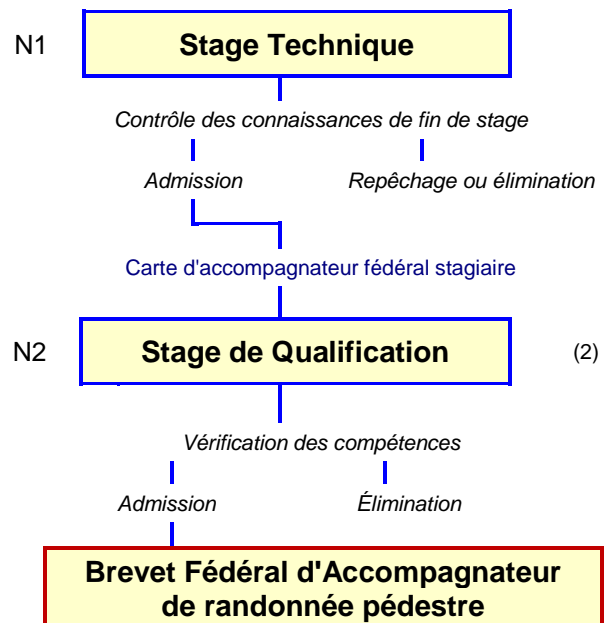 N1 Stage Technique
Contrôle des connaissances de fin de stage
Admission Repêchage ou élimination
Carte d'accompagnateur fédéral stagiaire
N2 Stage de Qualification (2)
Vérification des compétences
Admission Élimination
Brevet Fédéral d'Accompagnateur
de randonnée pédestre